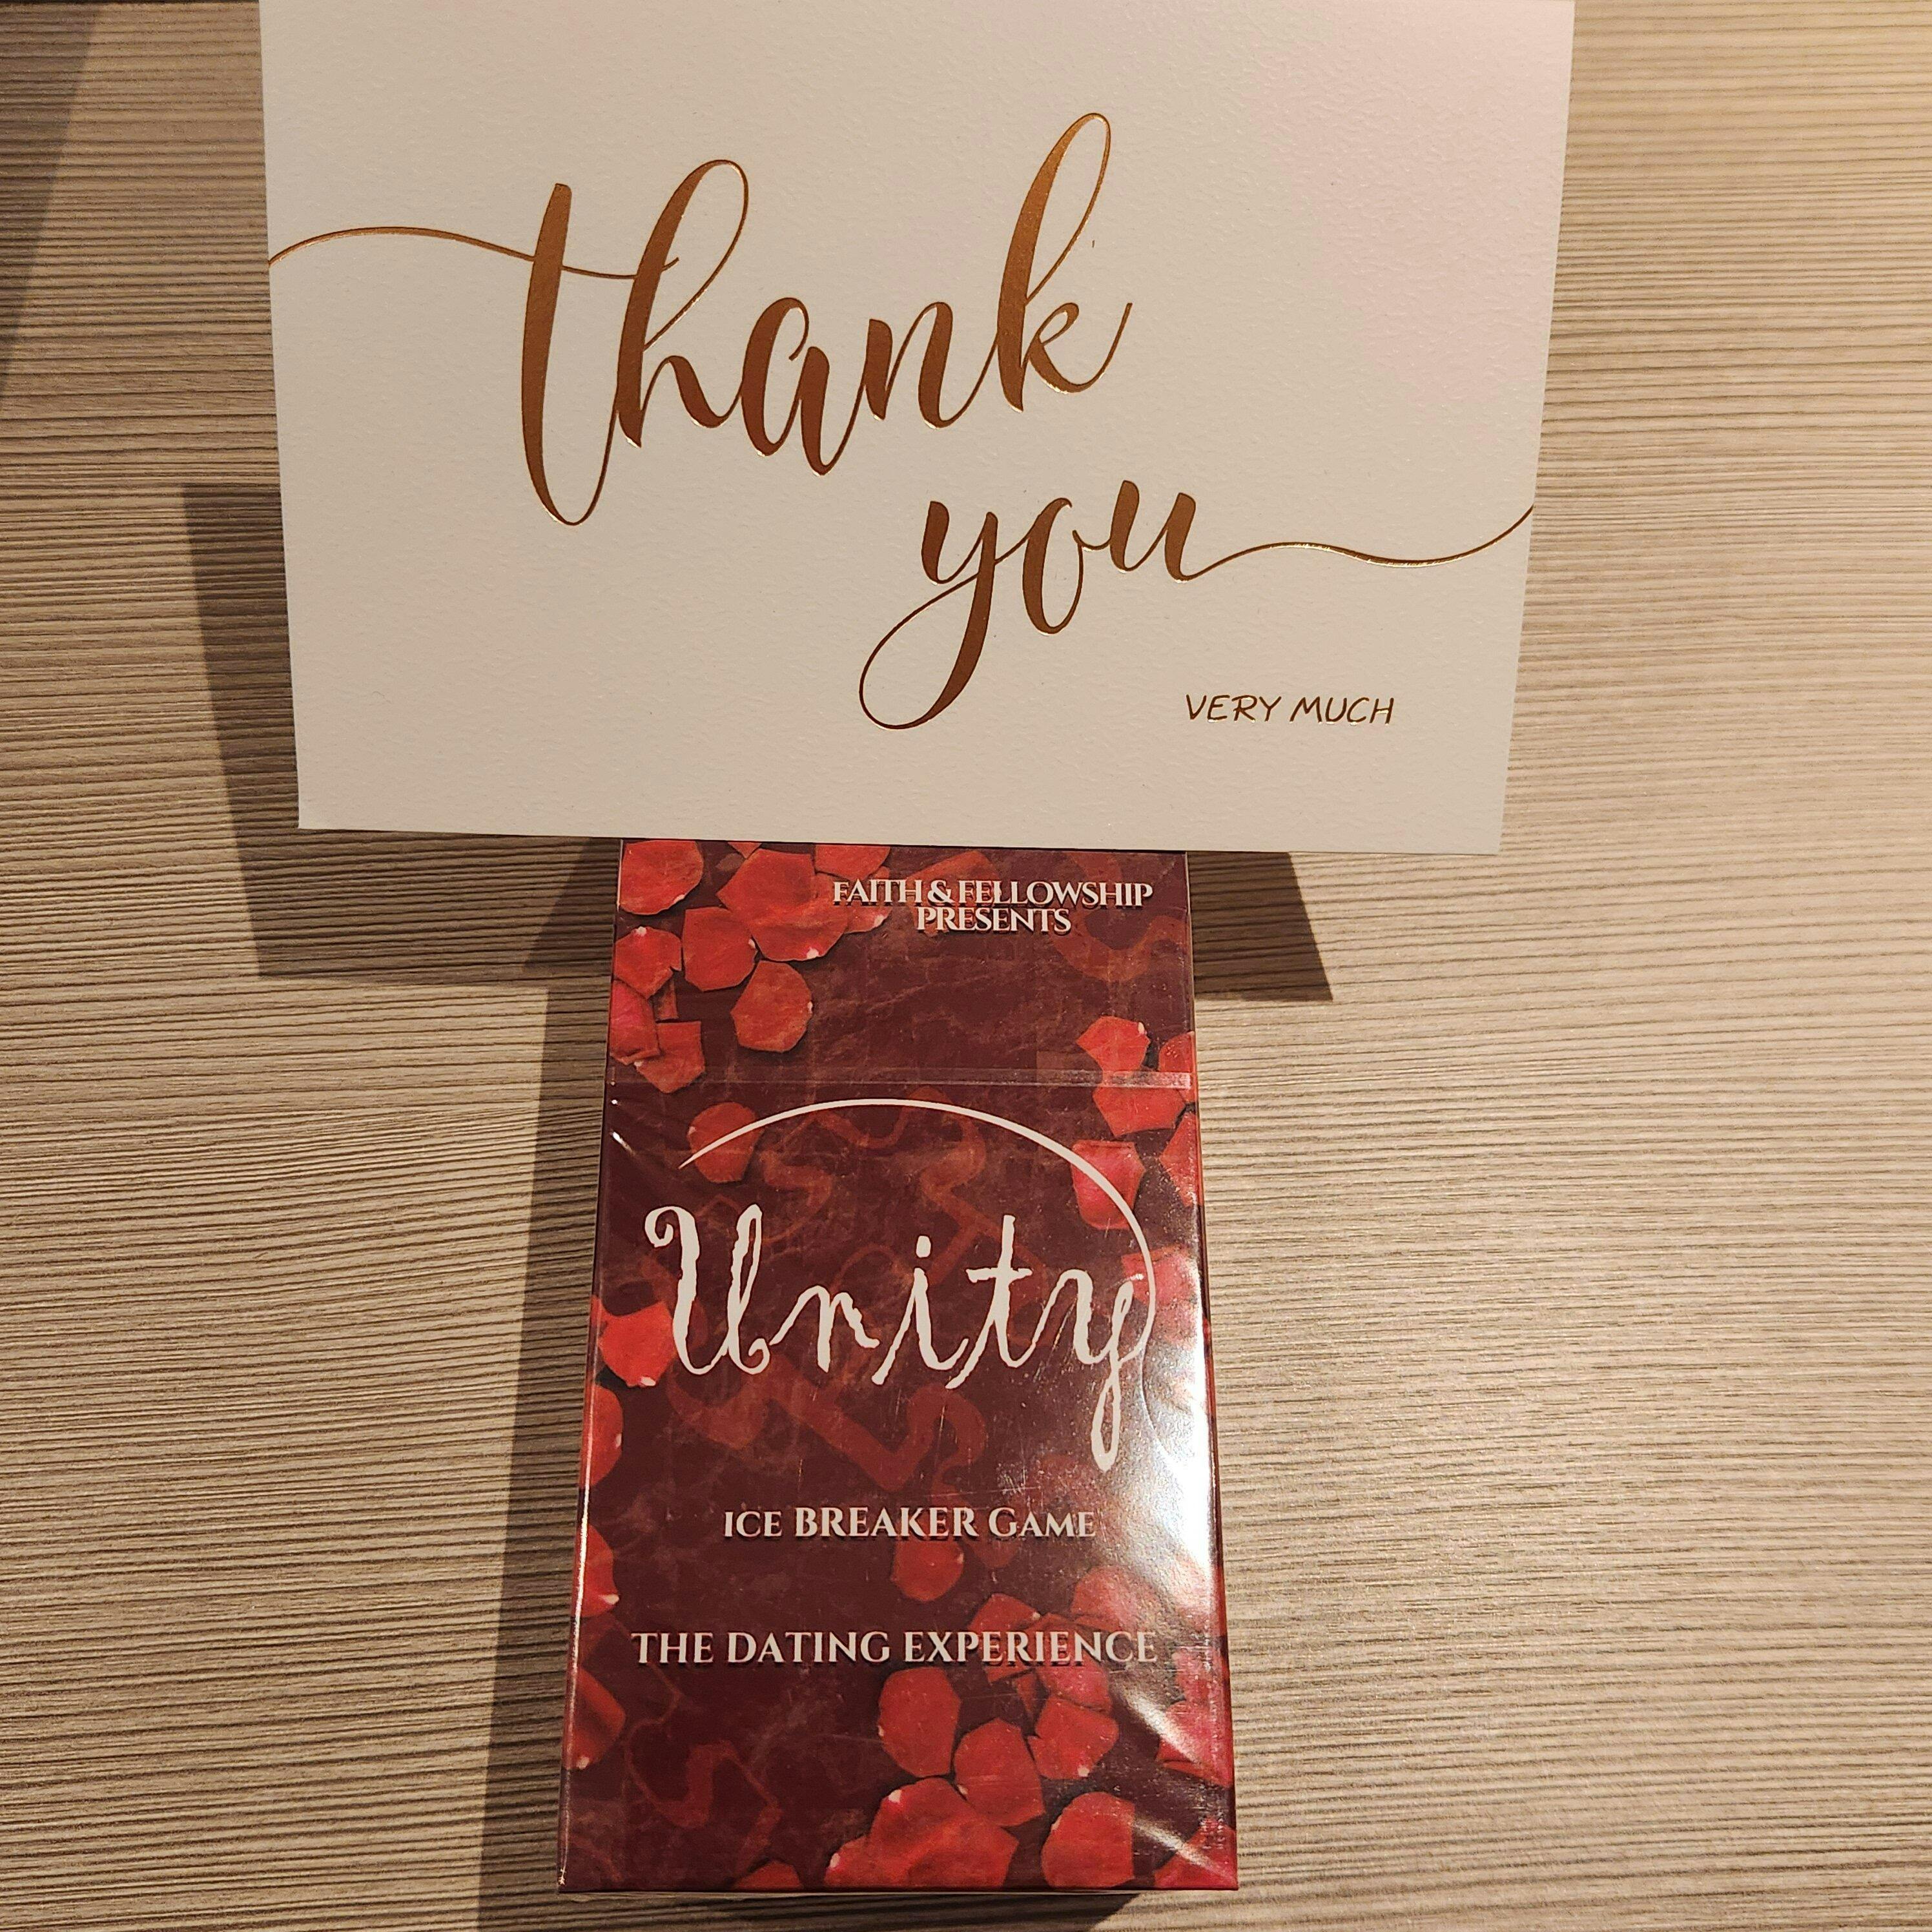 thank
you
VERY MUCH
FAITH & FELLOWSHIP
PRESENTS
Unity
ICE BREAKER GAME
THE DATING EXPERIENCE